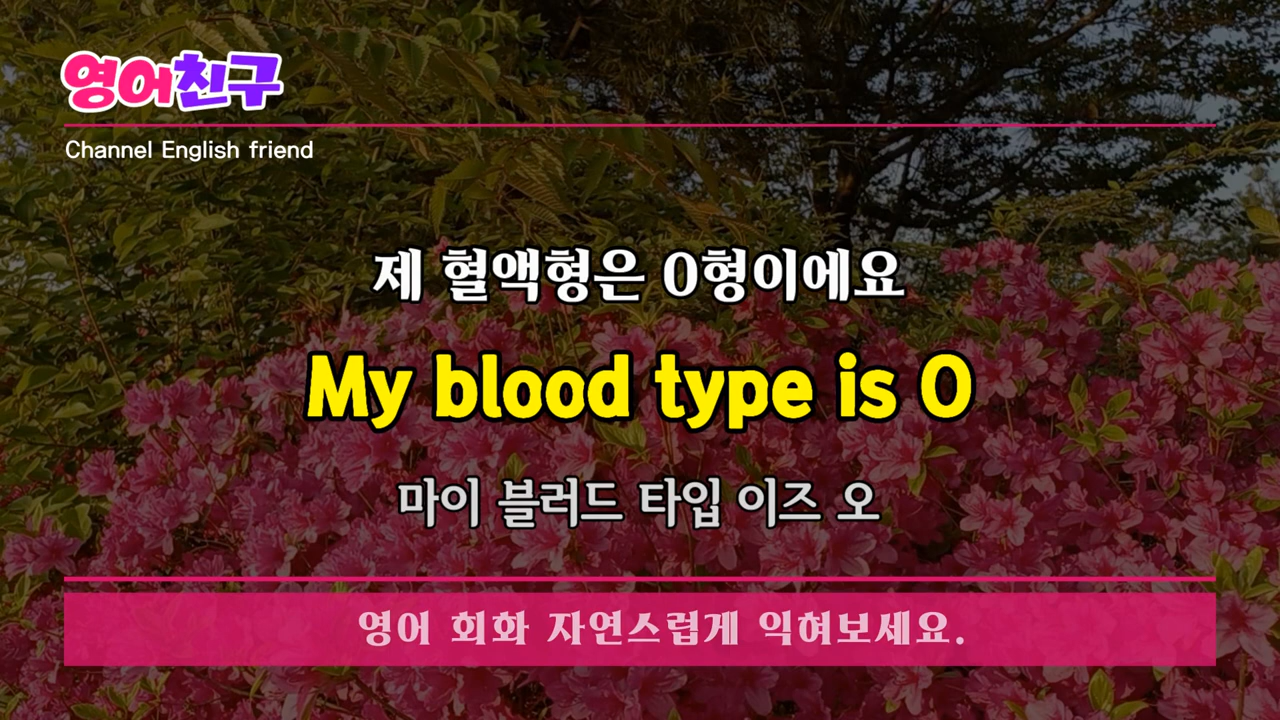 영어친구
Channel English friend
제 혈액형은 O형이에요
My blood type is O
마이 블러드 타입 이즈 오
영어 회화 자연스럽게 익혀보세요.